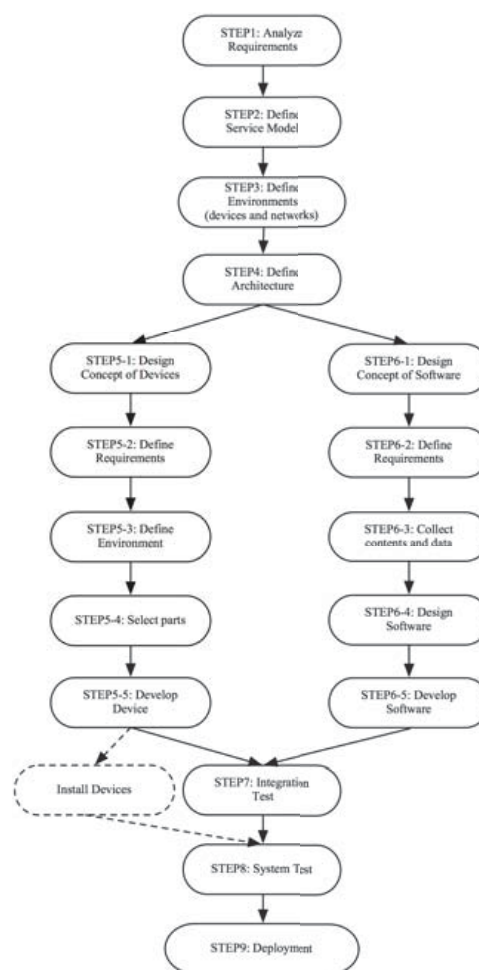 STEP1: Analyze
Requirements
STEP2: Define
Service Model
STEP3: Define
Environments
(devices and networks)
STEP4: Define
Architecture
STEP5-1: Design
Concept of Devices
STEP6-1: Design
Concept of Software
STEP5-2: Define
Requirements
STEP6-2: Define
Requirements
STEP5-3: Define
Environment
STEP6-3: Collect
contents and data
STEP5-4: Select parts
STEP6-4: Design
Software
STEP5-5: Develop
Device
STEP6-5: Develop
Software
Install Devices
STEP7: Integration
Test
STEP8: System Test
STEP9: Deployment